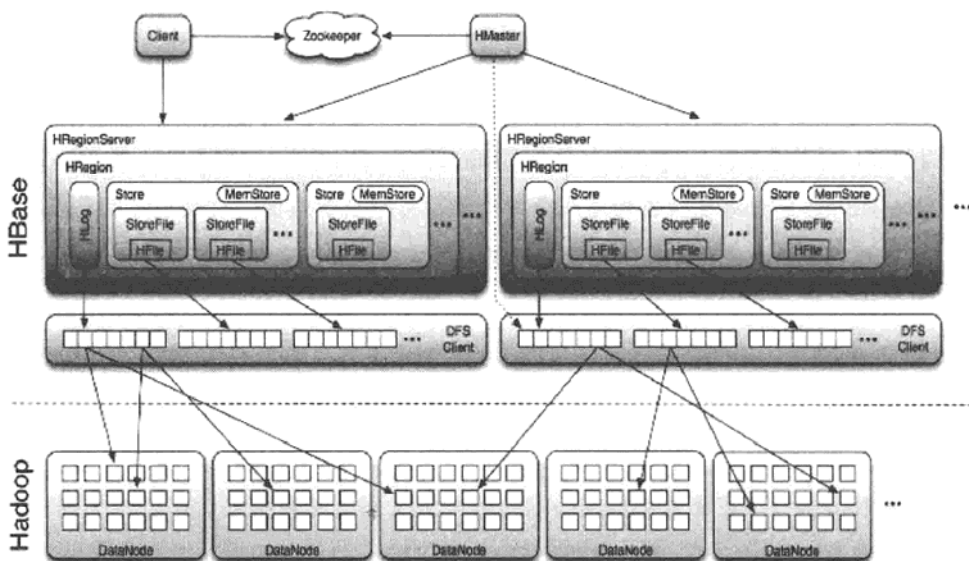 Client
Zookeeper
HMaster
HBase
HRegionServer
HRegion
HLog
Store
MemStore
StoreFile
HFile
StoreFile
HFile
...
Store
MemStore
StoreFile
HFile
...
...
HRegionServer
HRegion
HLog
Store
MemStore
StoreFile
HFile
StoreFile
HFile
...
Store
MemStore
StoreFile
HFile
...
...
...
...
DFS
Client
...
DFS
Client
Hadoop
DataNode
DataNode
DataNode
DataNode
DataNode
...